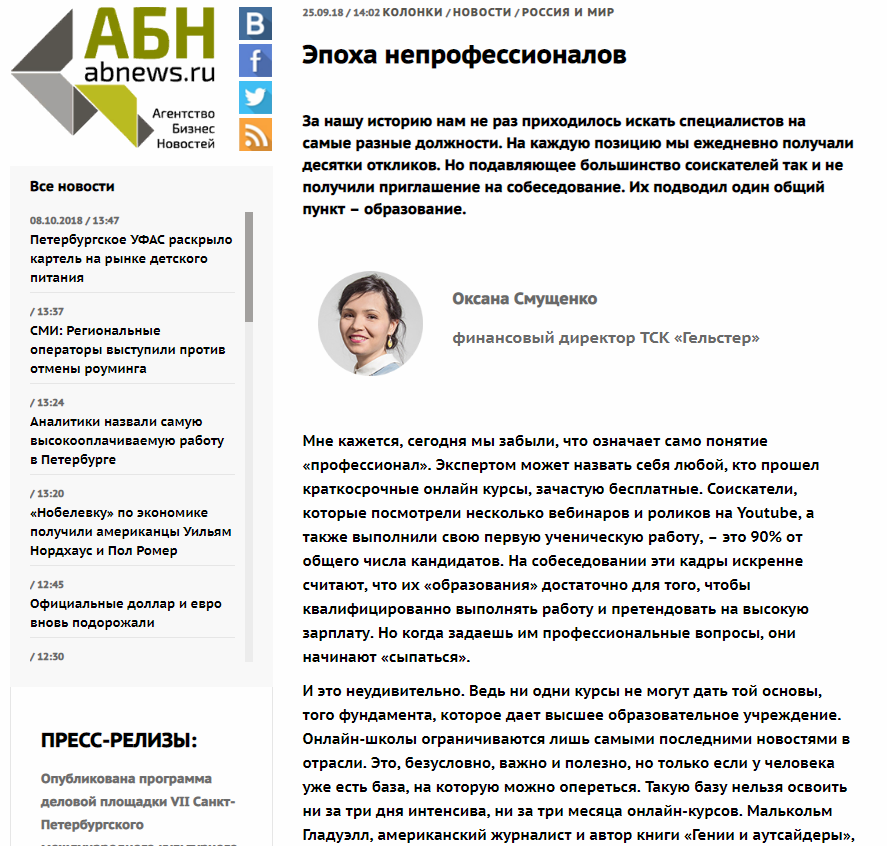 АБН
abnews.ru
Агентство
Бизнес
Новостей
Все новости
08.10.2018 / 13:47
Петербургское УФАС раскрыло
картель на рынке детского
питания
/ 13:37
СМИ: Региональные
операторы выступили против
отмены роуминга
/ 13:24
Аналитики назвали самую
высокооплачиваемую работу
в Петербурге
/ 13:20
«Нобелевку» по экономике
получили американцы Уильям
Нордхаус и Пол Ромер
/ 12:45
Официальные доллар и евро
вновь подорожали
/ 12:30
ПРЕСС-РЕЛИЗЫ:
Опубликована программа
деловой площадки VII Санкт-
Петербургского
25.09.18 / 14:02 КОЛОНКИ / НОВОСТИ / РОССИЯ И МИР
Эпоха непрофессионалов
За нашу историю нам не раз приходилось искать специалистов на
самые разные должности. На каждую позицию мы ежедневно получали
десятки откликов. Но подавляющее большинство соискателей так и не
получили приглашение на собеседование. Их подводил один общий
пункт – образование.
Оксана Смущенко
финансовый директор ТСК «Гельстер»
Мне кажется, сегодня мы забыли, что означает само понятие
«профессионал». Экспертом может назвать себя любой, кто прошел
краткосрочные онлайн курсы, зачастую бесплатные. Соискатели,
которые посмотрели несколько вебинаров и роликов на Youtube, а
также выполнили свою первую ученическую работу, – это 90% от
общего числа кандидатов. На собеседовании эти кадры искренне
считают, что их «образования» достаточно для того, чтобы
квалифицированно выполнять работу и претендовать на высокую
зарплату. Но когда задаешь им профессиональные вопросы, они
начинают «сыпаться».
И это неудивительно. Ведь ни одни курсы не могут дать той основы,
того фундамента, которое дает высшее образовательное учреждение.
Онлайн-школы ограничиваются лишь самыми последними новостями в
отрасли. Это, безусловно, важно и полезно, но только если у человека
уже есть база, на которую можно опереться. Такую базу нельзя освоить
ни за три дня интенсива, ни за три месяца онлайн-курсов. Малькольм
Гладуэлл, американский журналист и автор книги «Гении и аутсайдеры»,